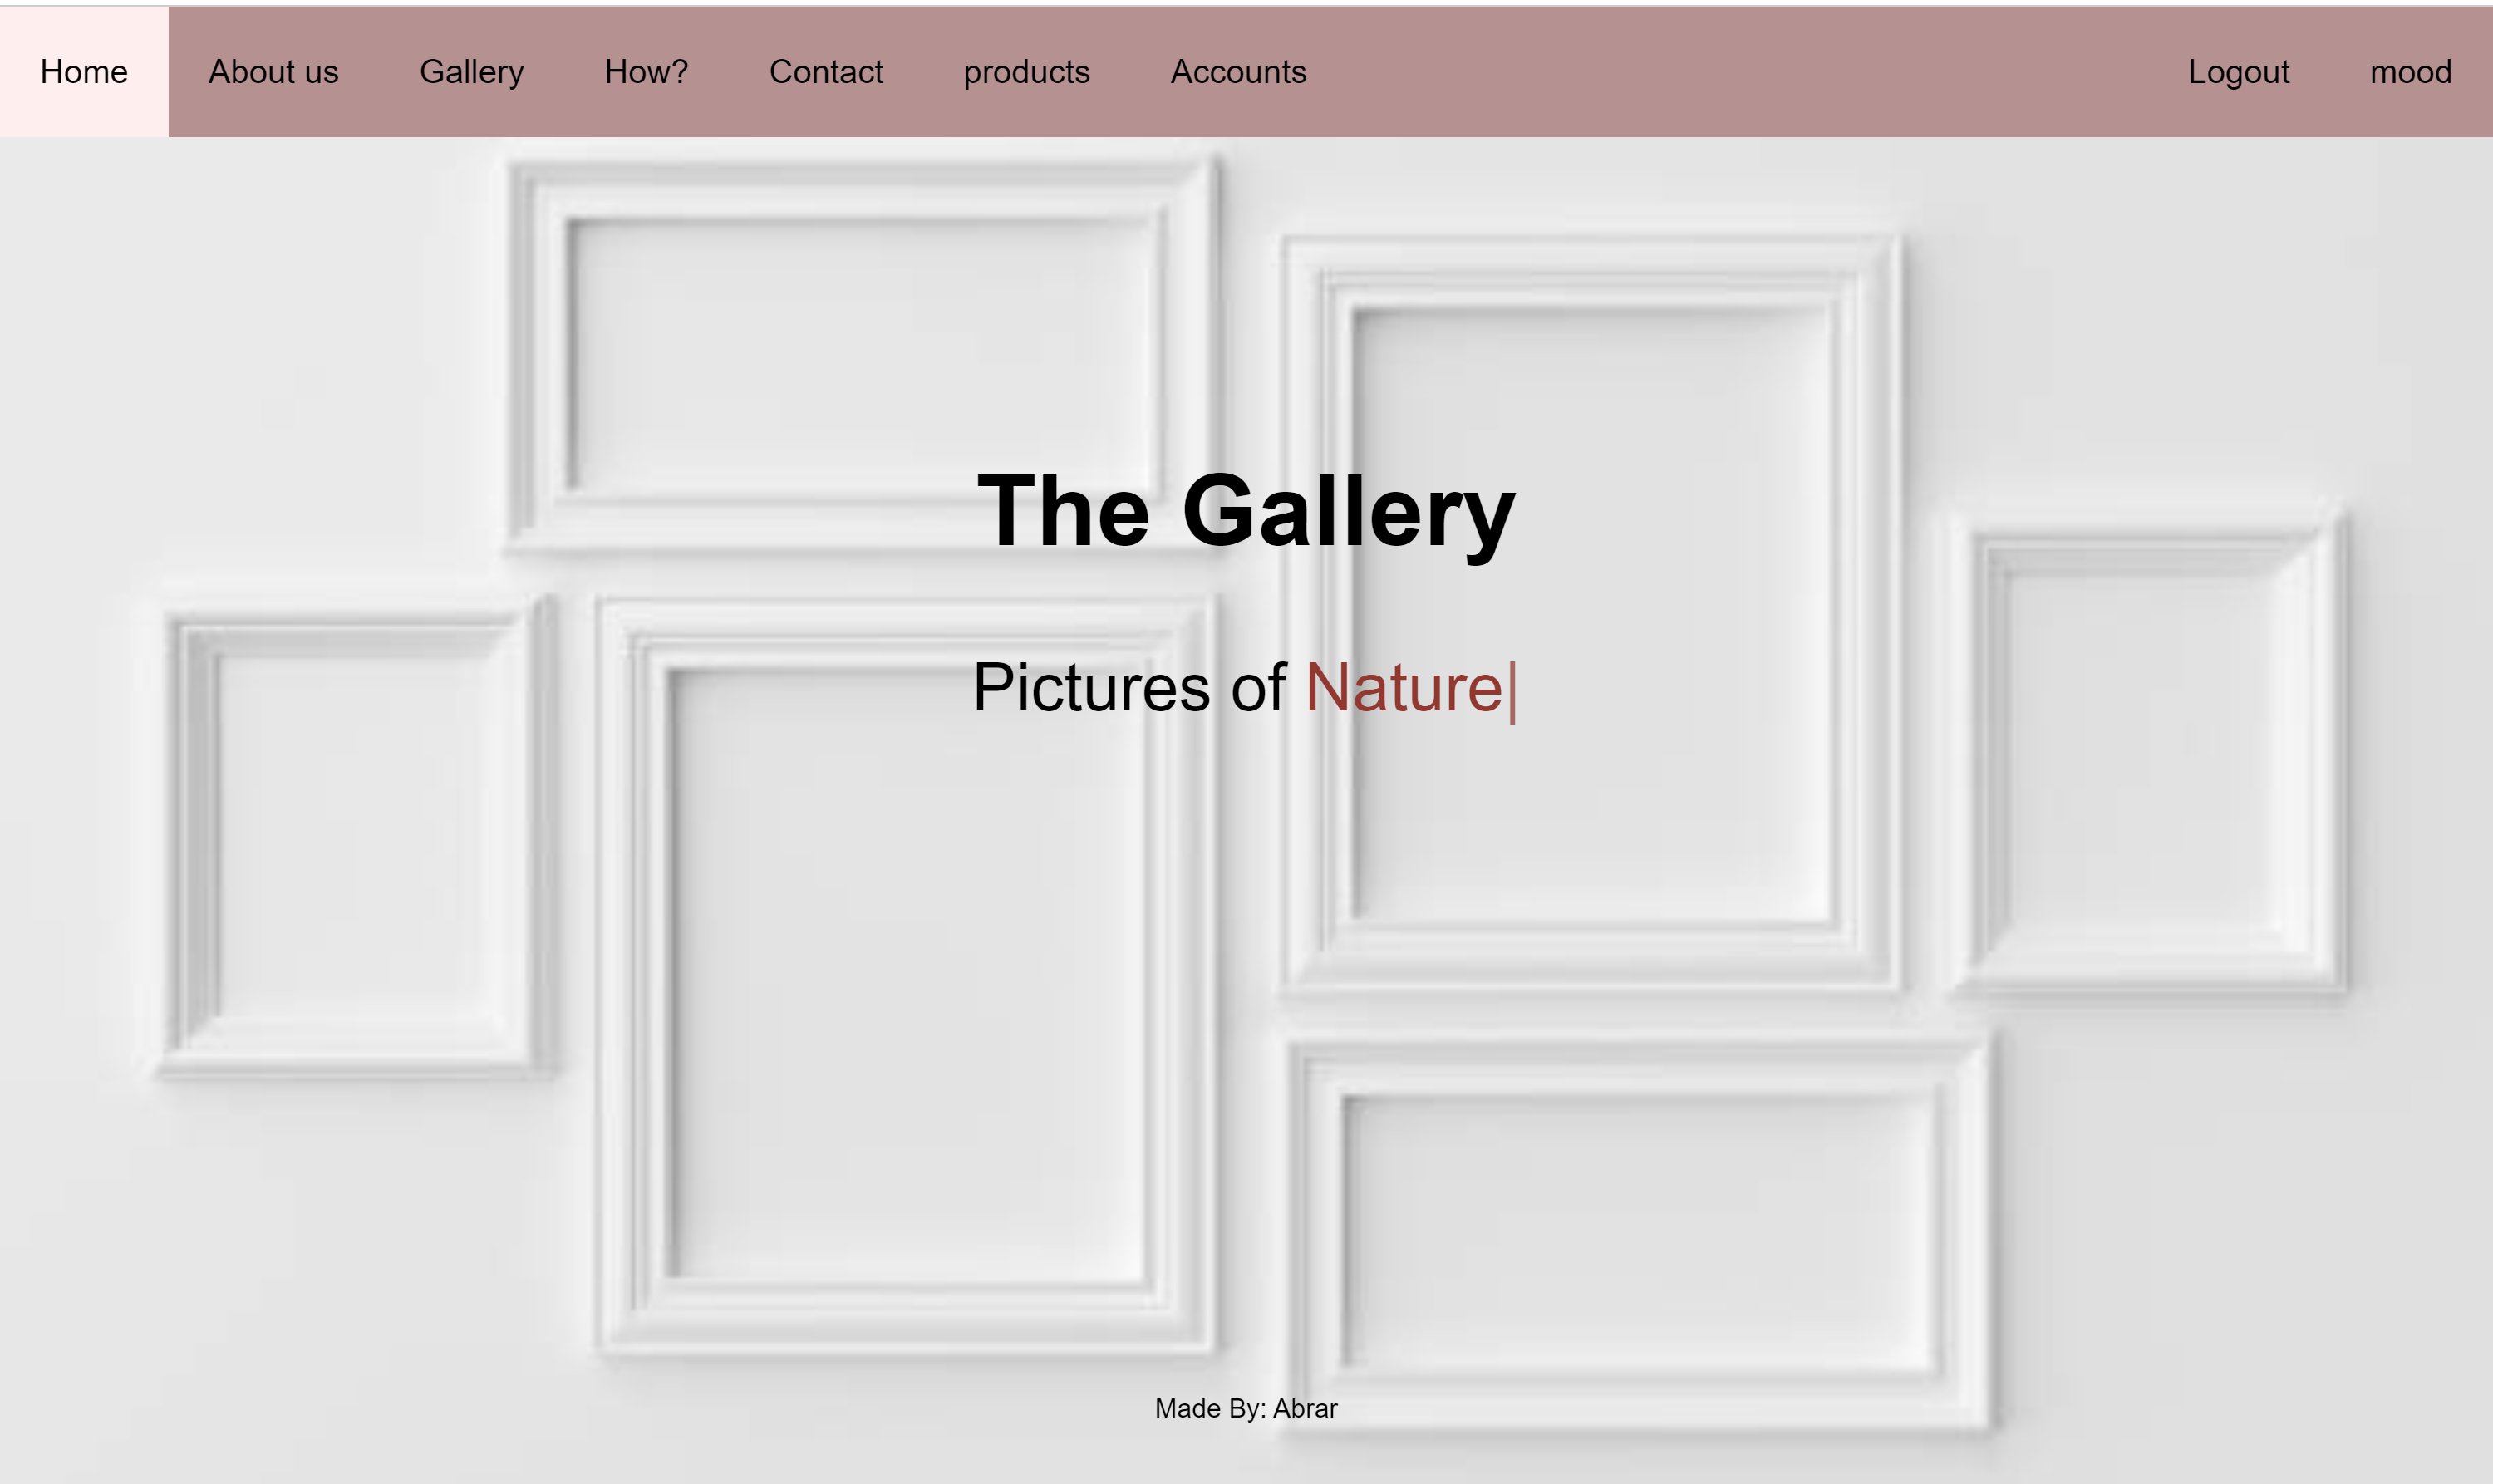 Home About us Gallery How? Contact products Accounts Logout mood
The Gallery
Pictures of Nature|
Made By: Abrar